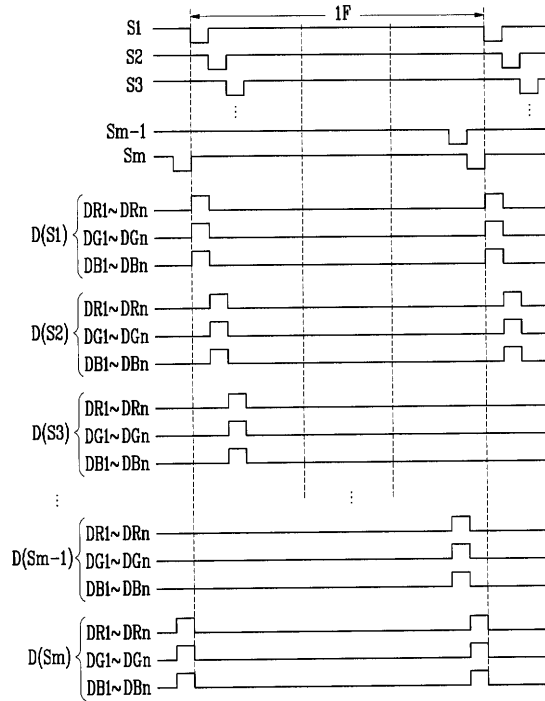 1F
S1
S2
S3
⋮ ⋮
Sm-1
Sm
D(S1)
DR1~DRn
DG1~DGn
DB1~DBn
D(S2)
DR1~DRn
DG1~DGn
DB1~DBn
D(S3)
DR1~DRn
DG1~DGn
DB1~DBn
⋮ ⋮
D(Sm-1)
DR1~DRn
DG1~DGn
DB1~DBn
D(Sm)
DR1~DRn
DG1~DGn
DB1~DBn